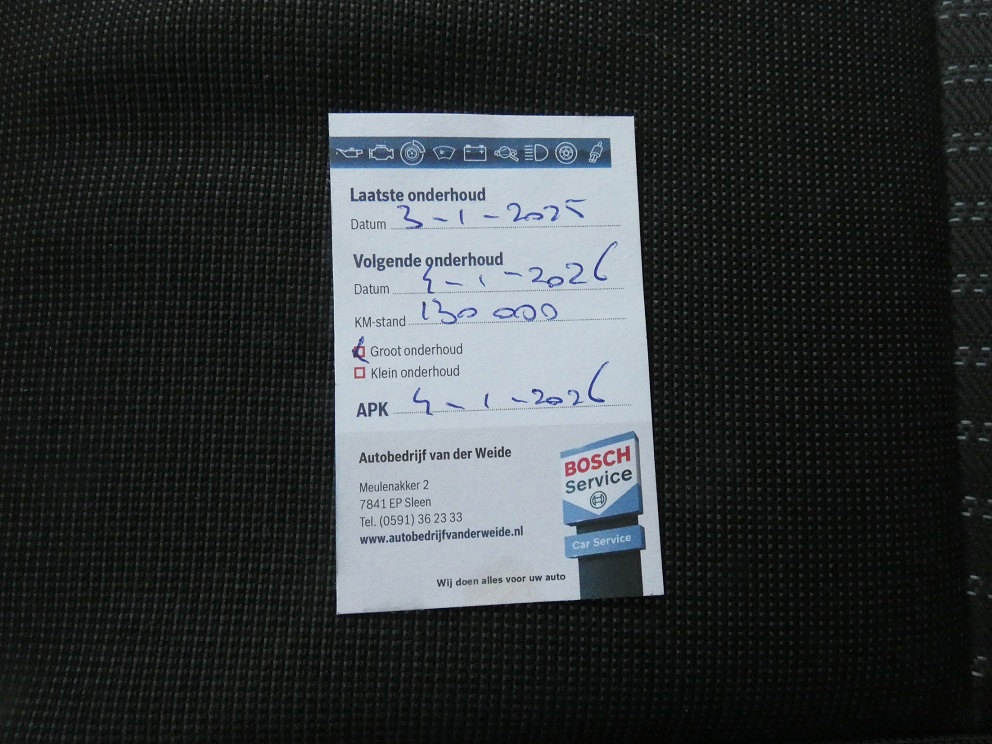 Laatste onderhoud
Datum 3-1-2025
Volgende onderhoud
Datum 4-1-2026
KM-stand 130 000
Groot onderhoud
Klein onderhoud
APK 4-1-2026
Autobedrijf van der Weide
Meulenakker 2
7841 EP Sleen
Tel. (0591) 36 23 33
www.autobedrijfvanderweide.nl
BOSCH
Service
Car Service
Wij doen alles voor uw auto